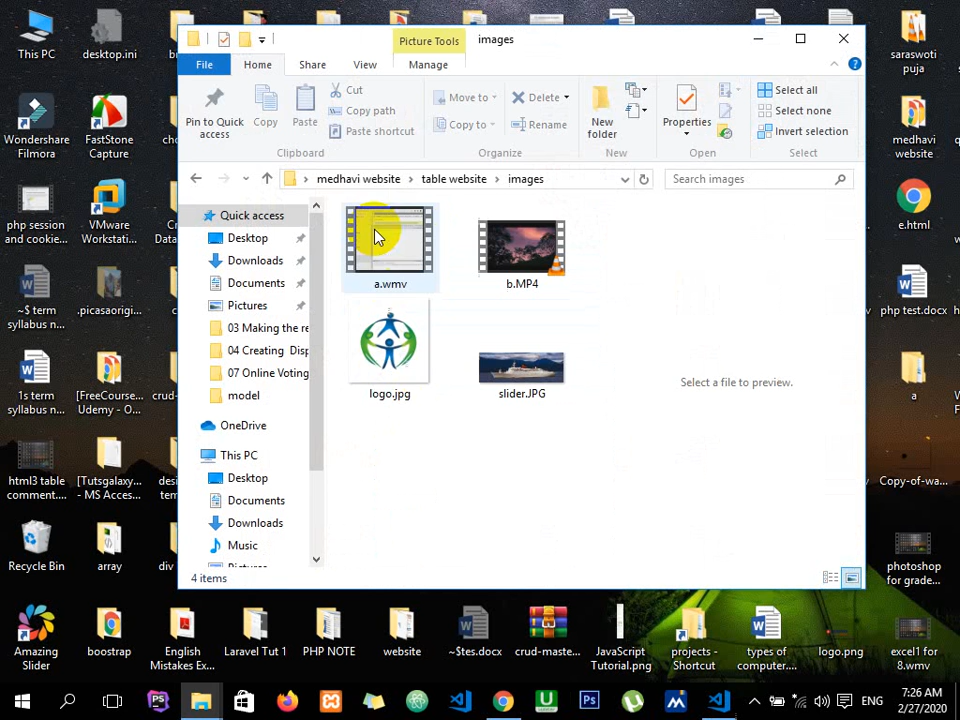 Picture Tools
images
File
Home
Share
View
Manage
Pin to Quick
access
Copy
Paste
Cut
Copy path
Paste shortcut
Clipboard
Move to
Copy to
Delete
Rename
Organize
New
folder
New
Properties
Open
Select all
Select none
Invert selection
Select
medhavi website
table website
images
Search images
Quick access
Desktop
Downloads
Documents
Pictures
03 Making the re
04 Creating Disp
07 Online Voting
model
OneDrive
This PC
Desktop
Documents
Downloads
Music
a.wmv
b.MP4
logo.jpg
slider.JPG
Select a file to preview.
4 items
This PC
desktop.ini
saraswoti
puja
Wondershare
Filmora
FastStone
Capture
medhavi
website
php session
and cookie...
VMware
Workstati...
e.html
~$ term
syllabus n...
.picasaorigi...
php test.docx
1s term
syllabus n...
[FreeCourse...
Udemy - O...
crud-
a
html3 table
comment....
[Tutsgalaxy...
- MS Acces...
Copy-of-wa...
Recycle Bin
array
div
photoshop
for grade...
Amazing
Slider
boostrap
English
Mistakes Ex...
Laravel Tut 1
PHP NOTE
website
~$tes.docx
crud-maste...
JavaScript
Tutorial.png
projects -
Shortcut
types of
computer....
logo.png
excel1 for
8.wmv
ENG
7:26 AM
2/27/2020